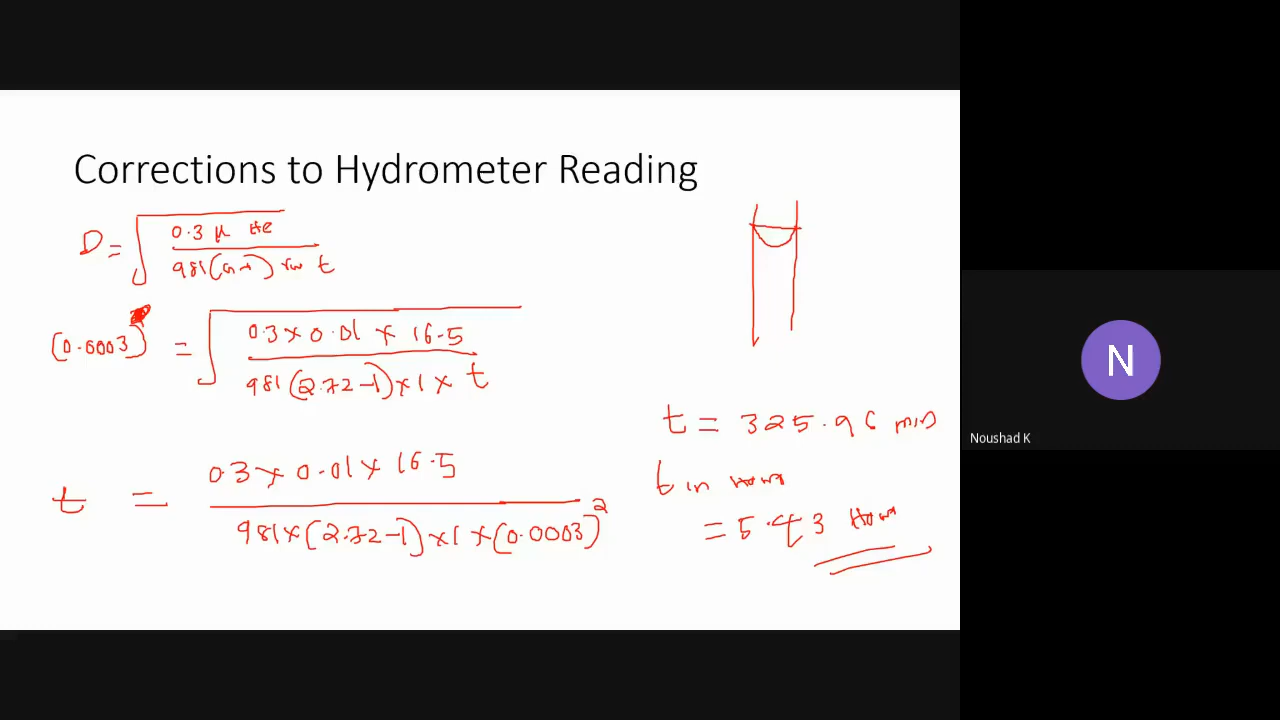 Corrections to Hydrometer Reading
D = √ 0.3 μ He
981(G-1) γw t
(0.0003) = √ 0.3 × 0.01 × 16.5
981(2.72-1)×1× t
t = 0.3 × 0.01 × 16.5
981×(2.72-1)×1×(0.0003)²
t = 325.96 min
t in Hours
= 5.43 Hours
N
Noushad K